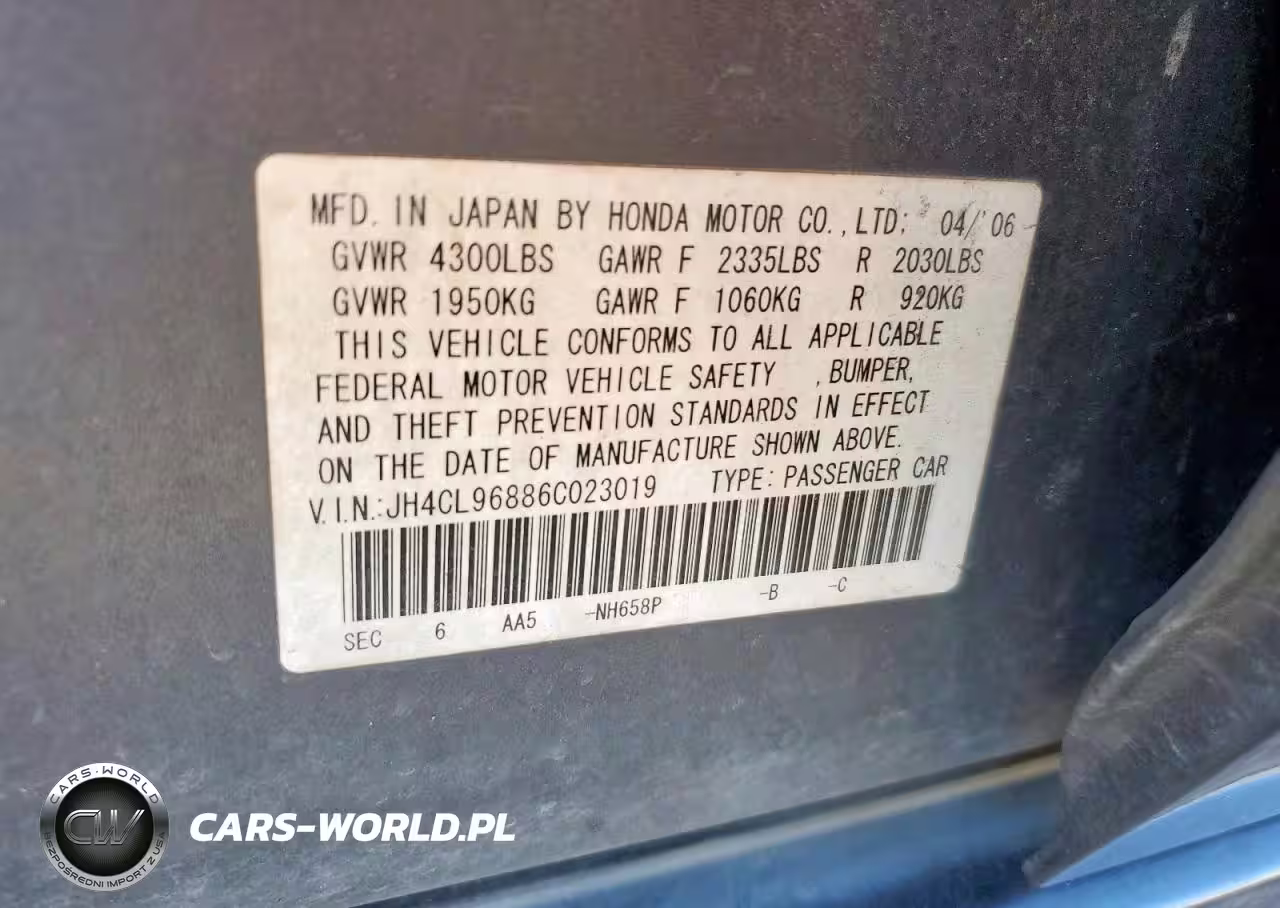 MFD. IN JAPAN BY HONDA MOTOR CO., LTD; 04/'06
GVWR 4300LBS GAWR F 2335LBS R 2030LBS
GVWR 1950KG GAWR F 1060KG R 920KG
THIS VEHICLE CONFORMS TO ALL APPLICABLE
FEDERAL MOTOR VEHICLE SAFETY , BUMPER,
AND THEFT PREVENTION STANDARDS IN EFFECT
ON THE DATE OF MANUFACTURE SHOWN ABOVE.
V.I.N.:JH4CL96886C023019 TYPE: PASSENGER CAR
SEC 6 AA5 -NH658P -B -C
CARS-WORLD
CW
BEZPOŚREDNI IMPORT Z USA
CARS-WORLD.PL